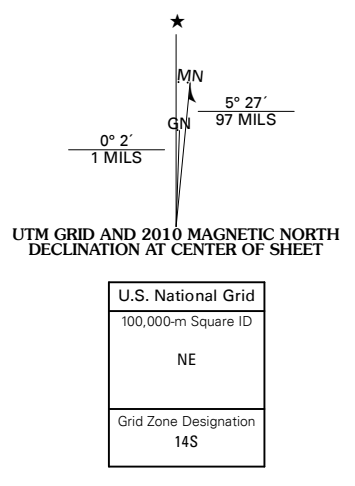 MN
5° 27´
97 MILS
GN
0° 2´
1 MILS
UTM GRID AND 2010 MAGNETIC NORTH
DECLINATION AT CENTER OF SHEET
U.S. National Grid
100,000-m Square ID
NE
Grid Zone Designation
14S